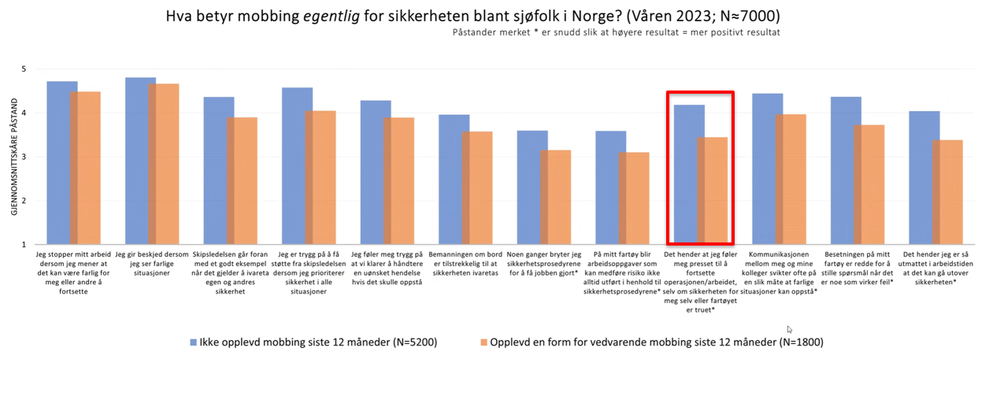 Hva betyr mobbing egentlig for sikkerheten blant sjøfolk i Norge? (Våren 2023; N≈7000)
Påstander merket * er snudd slik at høyere resultat = mer positivt resultat
GJENNOMSNITTSKÅRE PÅSTAND
5
4
3
2
1
Jeg stopper mitt arbeid
dersom jeg mener at
det kan være farlig for
meg eller andre å
fortsette
Jeg gir beskjed dersom
jeg ser farlige
situasjoner
Skipsledelsen går foran
med et godt eksempel
når det gjelder å ivareta
egen og andres
sikkerhet
Jeg er trygg på å få
støtte fra skipsledelsen
dersom jeg prioriterer
sikkerhet i alle
situasjoner
Jeg føler meg trygg på
at vi klarer å håndtere
en uønsket hendelse
hvis det skulle oppstå
Bemanningen om bord
er tilstrekkelig til at
sikkerheten ivaretas
Noen ganger bryter jeg
sikkerhetsprosedyrene
for å få jobben gjort*
På mitt fartøy blir
arbeidsoppgaver som
kan medføre risiko ikke
alltid utført i henhold til
sikkerhetsprosedyrene*
Det hender at jeg føler
meg presset til å
fortsette
operasjonen/arbeidet,
selv om sikkerheten for
meg selv eller fartøyet
er truet*
Kommunikasjonen
mellom meg og mine
kolleger svikter ofte på
en slik måte at farlige
situasjoner kan oppstå*
Besetningen på mitt
fartøy er redde for å
stille spørsmål når det
er noe som virker feil*
Det hender at jeg er så
utmattet i arbeidstiden
at det kan gå utover
sikkerheten*
Ikke opplevd mobbing siste 12 måneder (N=5200)
Opplevd en form for vedvarende mobbing siste 12 måneder (N=1800)